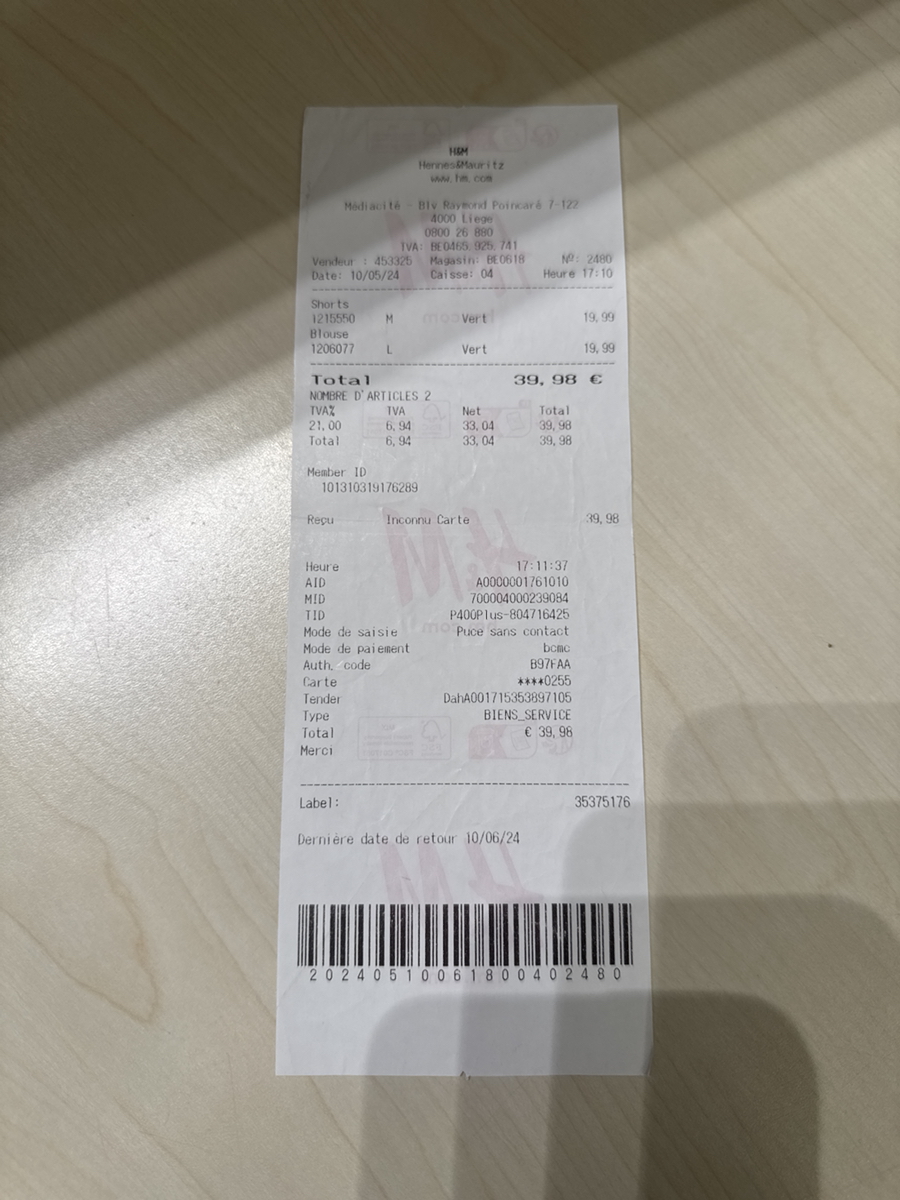 H&M
Hennes&Mauritz
www.hm.com
Médiacité - Blv Raymond Poincaré 7-122
4000 Liege
0800 26 880
TVA: BE0465.925.741
Vendeur : 453325 Magasin: BE0618 Nº: 2480
Date: 10/05/24 Caisse: 04 Heure 17:10
Shorts
1215550 M Vert 19,99
Blouse
1206077 L Vert 19,99
Total 39,98 €
NOMBRE D'ARTICLES 2
TVA% TVA Net Total
21,00 6,94 33,04 39,98
Total 6,94 33,04 39,98
Member ID
101310319176289
Reçu Inconnu Carte 39,98
Heure 17:11:37
AID A0000001761010
MID 700004000239084
TID P400Plus-804716425
Mode de saisie Puce sans contact
Mode de paiement bcmc
Auth. code B97FAA
Carte ****0255
Tender DahA001715353897105
Type BIENS_SERVICE
Total € 39,98
Merci
Label: 35375176
Dernière date de retour 10/06/24
20240510061800402480